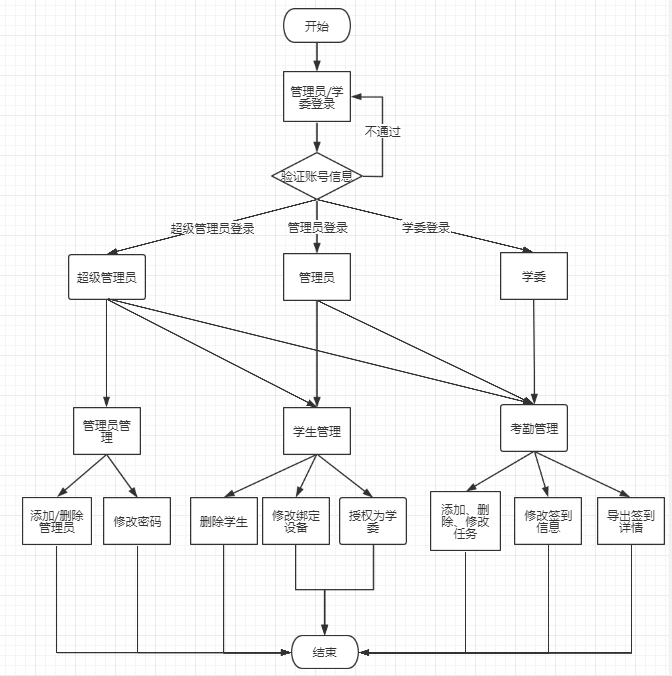 开始
管理员/学
委登录
不通过
验证账号信息
超级管理员登录
管理员登录
学委登录
超级管理员
管理员
学委
管理员管
理
学生管理
考勤管理
添加/删除
管理员
修改密码
删除学生
修改绑定
设备
授权为学
委
添加、删
除、修改
任务
修改签到
信息
导出签到
详情
结束